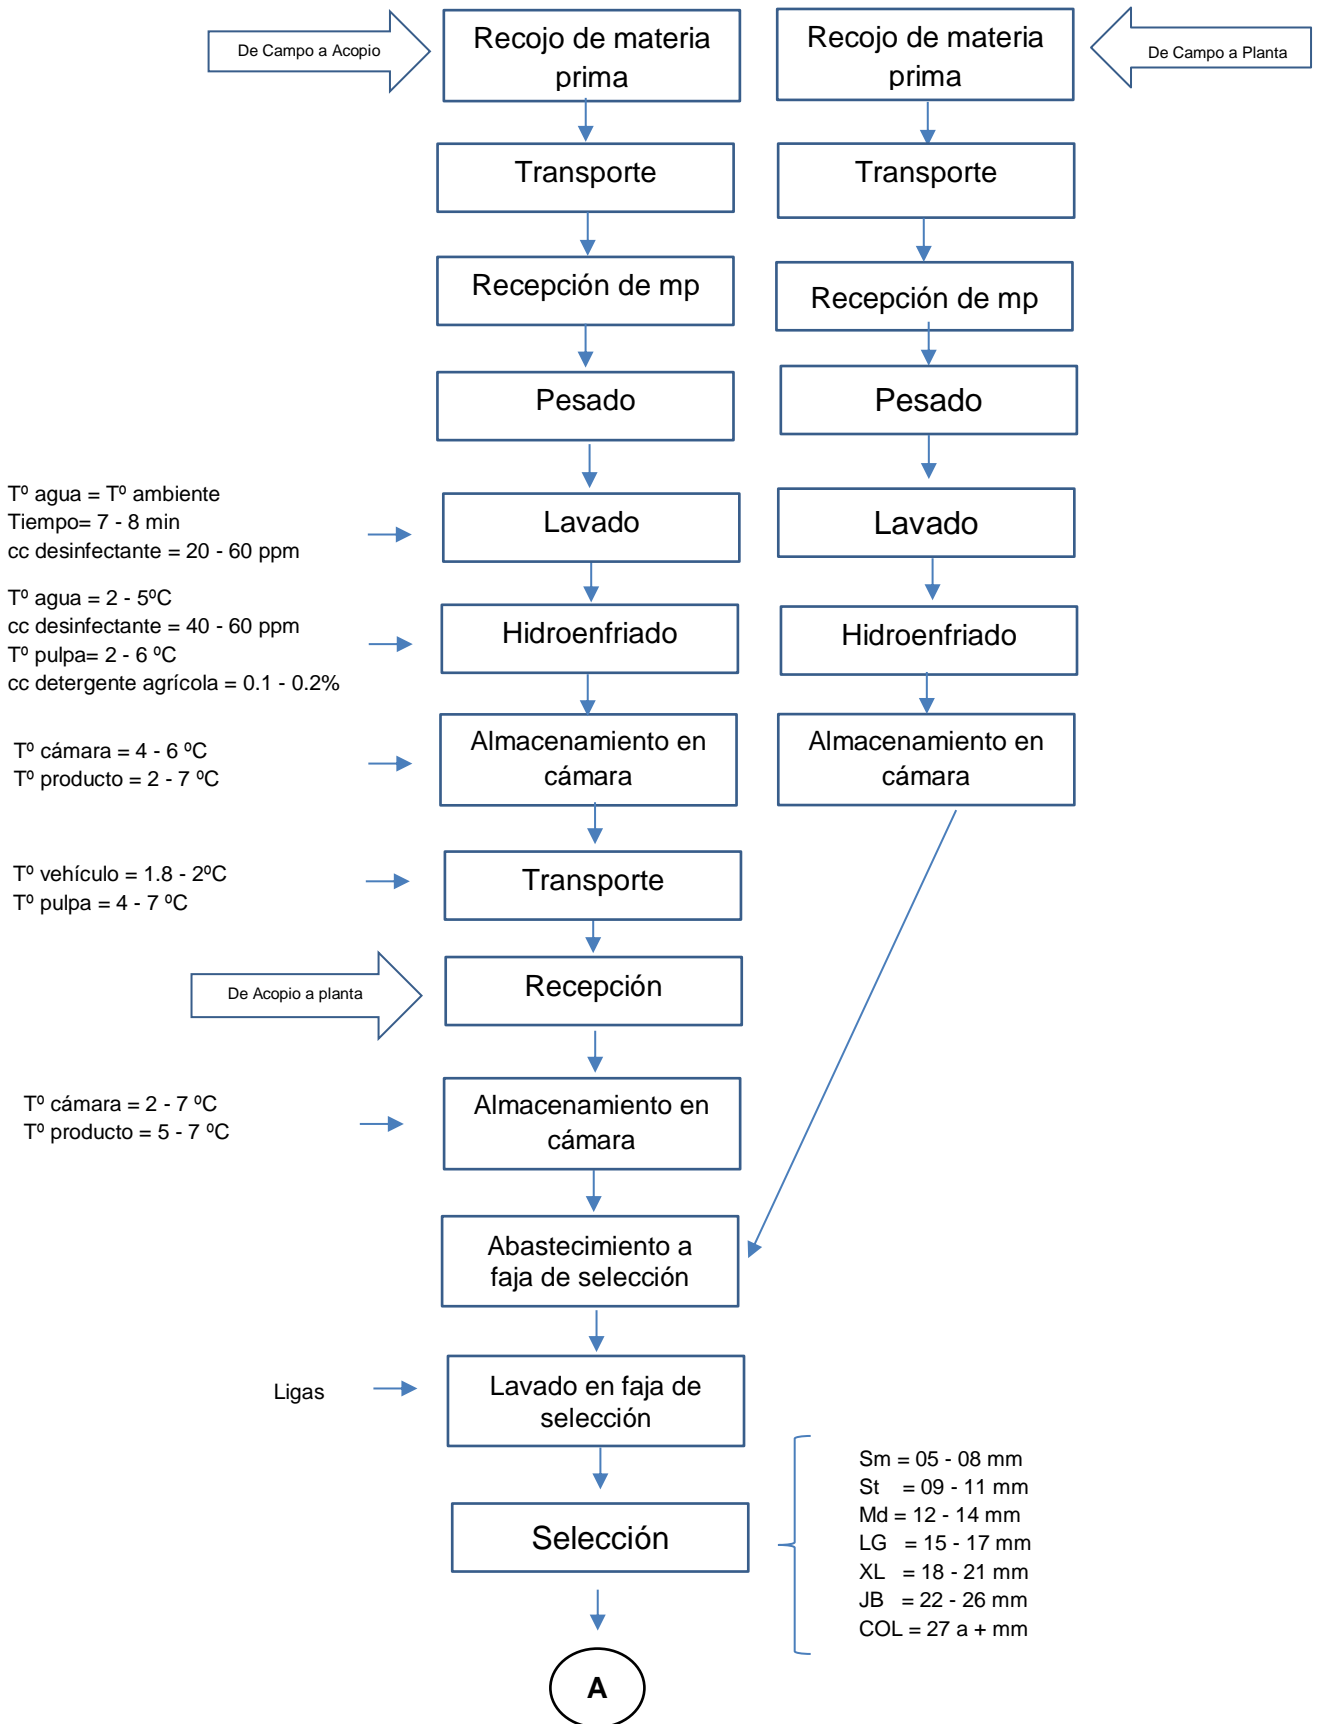 De Campo a Acopio
Recojo de materia
prima
Recojo de materia
prima
De Campo a Planta
Transporte
Transporte
Recepción de mp
Recepción de mp
Pesado
Pesado
Tº agua = Tº ambiente
Tiempo= 7 - 8 min
cc desinfectante = 20 - 60 ppm
Lavado
Lavado
Tº agua = 2 - 5ºC
cc desinfectante = 40 - 60 ppm
Tº pulpa= 2 - 6 ºC
cc detergente agrícola = 0.1 - 0.2%
Hidroenfriado
Hidroenfriado
Tº cámara = 4 - 6 ºC
Tº producto = 2 - 7 ºC
Almacenamiento en
cámara
Almacenamiento en
cámara
Tº vehículo = 1.8 - 2ºC
Tº pulpa = 4 - 7 ºC
Transporte
De Acopio a planta
Recepción
Tº cámara = 2 - 7 ºC
Tº producto = 5 - 7 ºC
Almacenamiento en
cámara
Abastecimiento a
faja de selección
Ligas
Lavado en faja de
selección
Selección
Sm = 05 - 08 mm
St = 09 - 11 mm
Md = 12 - 14 mm
LG = 15 - 17 mm
XL = 18 - 21 mm
JB = 22 - 26 mm
COL = 27 a + mm
A